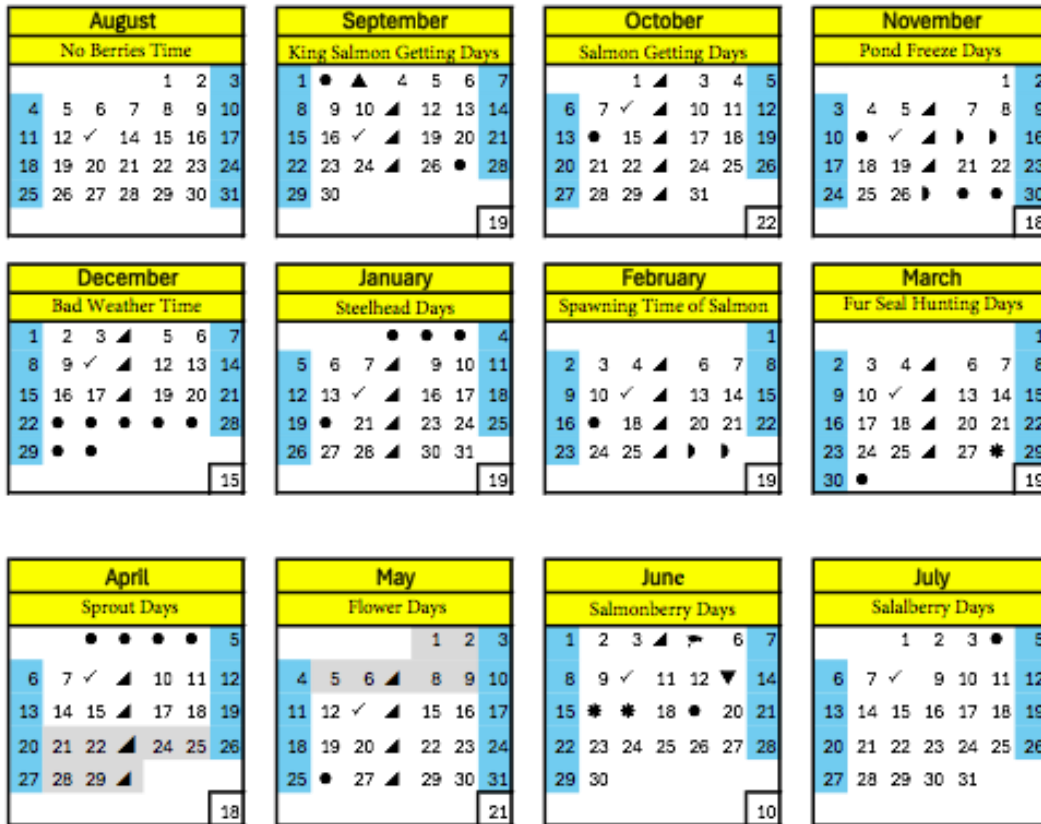 August
No Berries Time
1 2 3
4 5 6 7 8 9 10
11 12 ✓ 14 15 16 17
18 19 20 21 22 23 24
25 26 27 28 29 30 31
September
King Salmon Getting Days
1 ● ▲ 4 5 6 7
8 9 10 ◢ 12 13 14
15 16 ✓ ◢ 19 20 21
22 23 24 ◢ 26 ● 28
29 30
19
October
Salmon Getting Days
1 ◢ 3 4 5
6 7 ✓ ◢ 10 11 12
13 ● 15 ◢ 17 18 19
20 21 22 ◢ 24 25 26
27 28 29 ◢ 31
22
November
Pond Freeze Days
1 2
3 4 5 ◢ 7 8 9
10 ● ✓ ◢ ◗ ◗ 16
17 18 19 ◢ 21 22 23
24 25 26 ◗ ● ● 30
18
December
Bad Weather Time
1 2 3 ◢ 5 6 7
8 9 ✓ ◢ 12 13 14
15 16 17 ◢ 19 20 21
22 ● ● ● ● ● 28
29 ● ●
15
January
Steelhead Days
● ● ● 4
5 6 7 ◢ 9 10 11
12 13 ✓ ◢ 16 17 18
19 ● 21 ◢ 23 24 25
26 27 28 ◢ 30 31
19
February
Spawning Time of Salmon
1
2 3 4 ◢ 6 7 8
9 10 ✓ ◢ 13 14 15
16 ● 18 ◢ 20 21 22
23 24 25 ◢ ◗ ◗
19
March
Fur Seal Hunting Days
1
2 3 4 ◢ 6 7 8
9 10 ✓ ◢ 13 14 15
16 17 18 ◢ 20 21 22
23 24 25 ◢ 27 ✱ 29
30 ●
19
April
Sprout Days
● ● ● ● 5
6 7 ✓ ◢ 10 11 12
13 14 15 ◢ 17 18 19
20 21 22 ◢ 24 25 26
27 28 29 ◢
18
May
Flower Days
1 2 3
4 5 6 ◢ 8 9 10
11 12 ✓ ◢ 15 16 17
18 19 20 ◢ 22 23 24
25 ● 27 ◢ 29 30 31
21
June
Salmonberry Days
1 2 3 ◢ 6 7
8 9 ✓ 11 12 ▼ 14
15 ✱ ✱ 18 ● 20 21
22 23 24 25 26 27 28
29 30
10
July
Salalberry Days
1 2 3 ● 5
6 7 ✓ 9 10 11 12
13 14 15 16 17 18 19
20 21 22 23 24 25 26
27 28 29 30 31